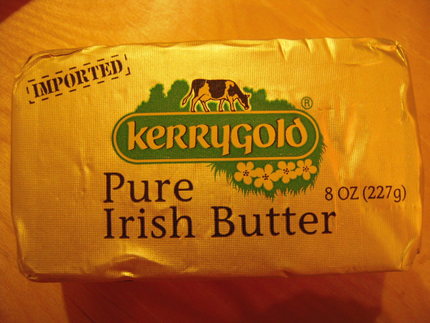 IMPORTED
®
KERRYGOLD
Pure
Irish Butter
8 OZ (227g)